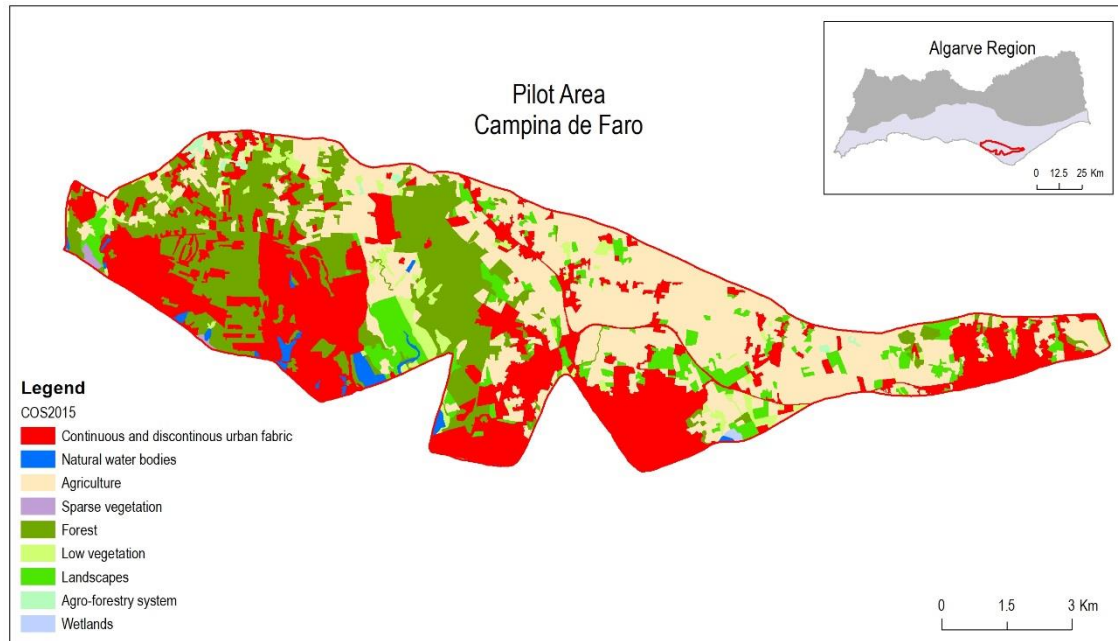 Pilot Area
Campina de Faro
Algarve Region
0 12.5 25 Km
Legend
COS2015
Continuous and discontinous urban fabric
Natural water bodies
Agriculture
Sparse vegetation
Forest
Low vegetation
Landscapes
Agro-forestry system
Wetlands
0 1.5 3 Km